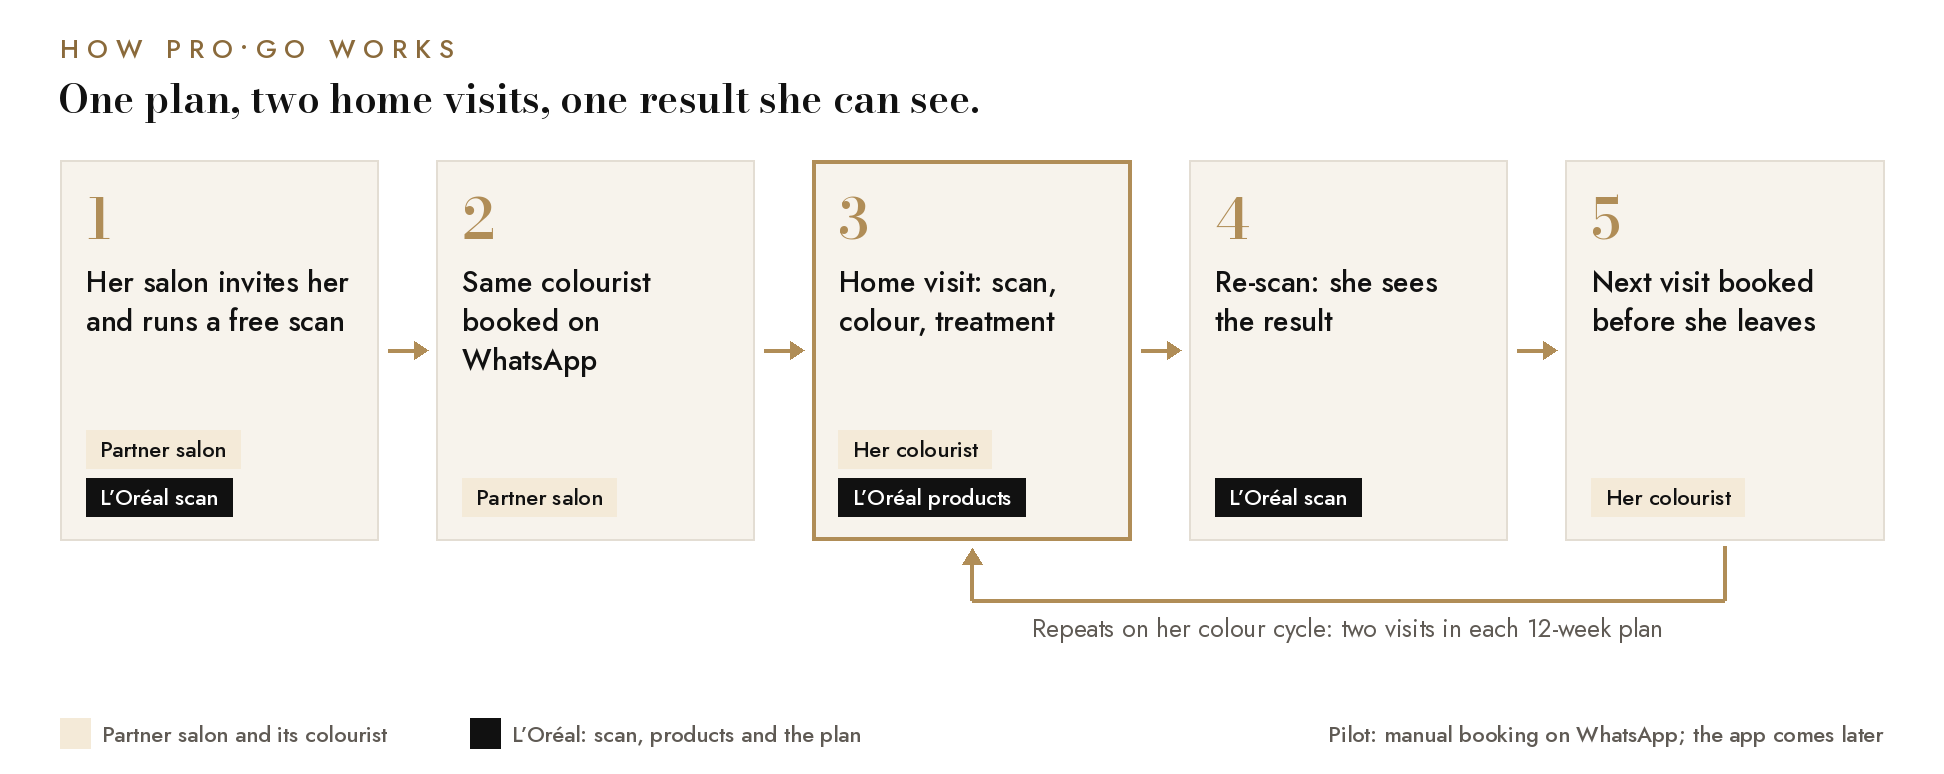 HOW PRO·GO WORKS
One plan, two home visits, one result she can see.
1
Her salon invites her
and runs a free scan
Partner salon
L’Oréal scan
2
Same colourist
booked on
WhatsApp
Partner salon
3
Home visit: scan,
colour, treatment
Her colourist
L’Oréal products
4
Re-scan: she sees
the result
L’Oréal scan
5
Next visit booked
before she leaves
Her colourist
Repeats on her colour cycle: two visits in each 12-week plan
Partner salon and its colourist
L’Oréal: scan, products and the plan
Pilot: manual booking on WhatsApp; the app comes later